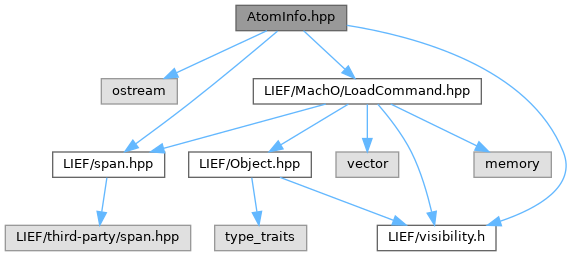 AtomInfo.hpp
ostream
LIEF/MachO/LoadCommand.hpp
LIEF/span.hpp
LIEF/Object.hpp
vector
memory
LIEF/third-party/span.hpp
type_traits
LIEF/visibility.h